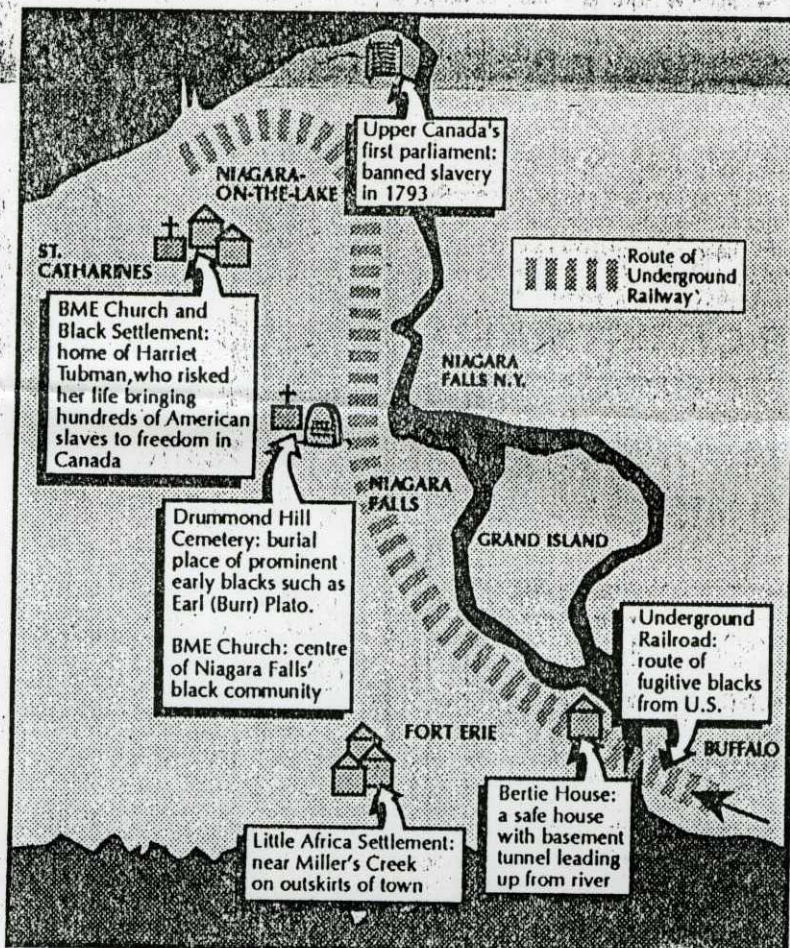 Upper Canada's
first parliament:
banned slavery
in 1793
NIAGARA-
ON-THE-LAKE
ST.
CATHARINES
Route of
Underground
Railway
BME Church and
Black Settlement:
home of Harriet
Tubman, who risked
her life bringing
hundreds of American
slaves to freedom in
Canada
NIAGARA
FALLS N.Y.
NIAGARA
FALLS
GRAND ISLAND
Drummond Hill
Cemetery: burial
place of prominent
early blacks such as
Earl (Burr) Plato.
BME Church: centre
of Niagara Falls'
black community
Underground
Railroad:
route of
fugitive blacks
from U.S.
BUFFALO
FORT ERIE
Bertie House:
a safe house
with basement
tunnel leading
up from river
Little Africa Settlement:
near Miller's Creek
on outskirts of town